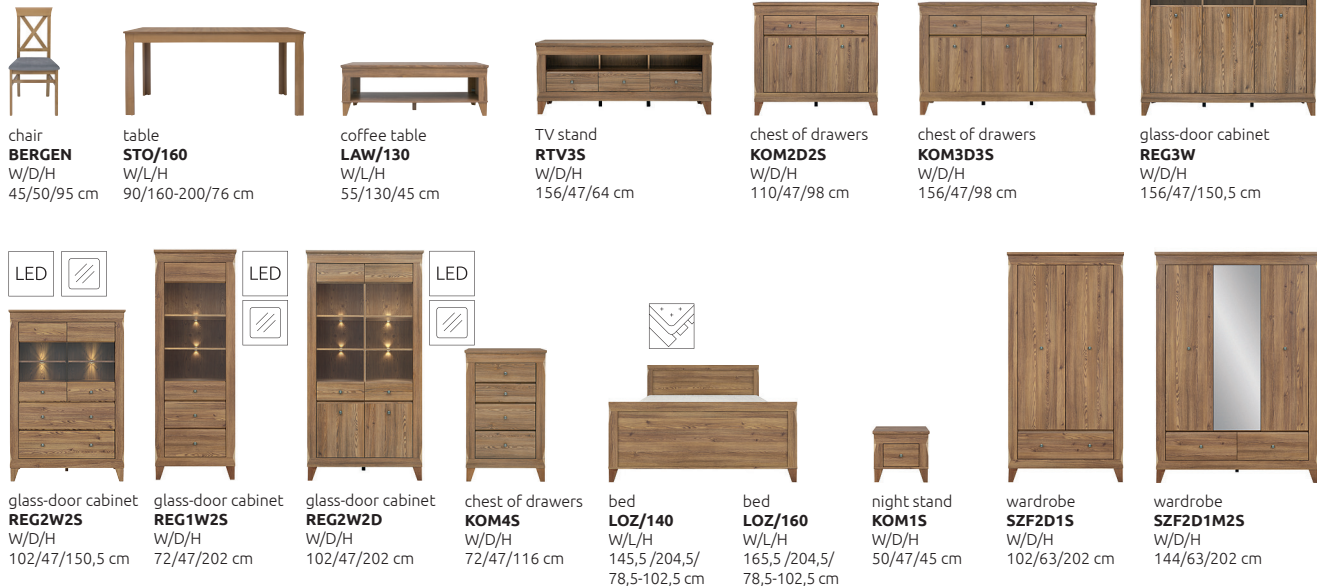 chair
BERGEN
W/D/H
45/50/95 cm
table
STO/160
W/L/H
90/160-200/76 cm
coffee table
LAW/130
W/L/H
55/130/45 cm
TV stand
RTV3S
W/D/H
156/47/64 cm
chest of drawers
KOM2D2S
W/D/H
110/47/98 cm
chest of drawers
KOM3D3S
W/D/H
156/47/98 cm
glass-door cabinet
REG3W
W/D/H
156/47/150,5 cm
LED
glass-door cabinet
REG2W2S
W/D/H
102/47/150,5 cm
LED
glass-door cabinet
REG1W2S
W/D/H
72/47/202 cm
LED
glass-door cabinet
REG2W2D
W/D/H
102/47/202 cm
chest of drawers
KOM4S
W/D/H
72/47/116 cm
bed
LOZ/140
W/L/H
145,5 /204,5/
78,5-102,5 cm
bed
LOZ/160
W/L/H
165,5 /204,5/
78,5-102,5 cm
night stand
KOM1S
W/D/H
50/47/45 cm
wardrobe
SZF2D1S
W/D/H
102/63/202 cm
wardrobe
SZF2D1M2S
W/D/H
144/63/202 cm